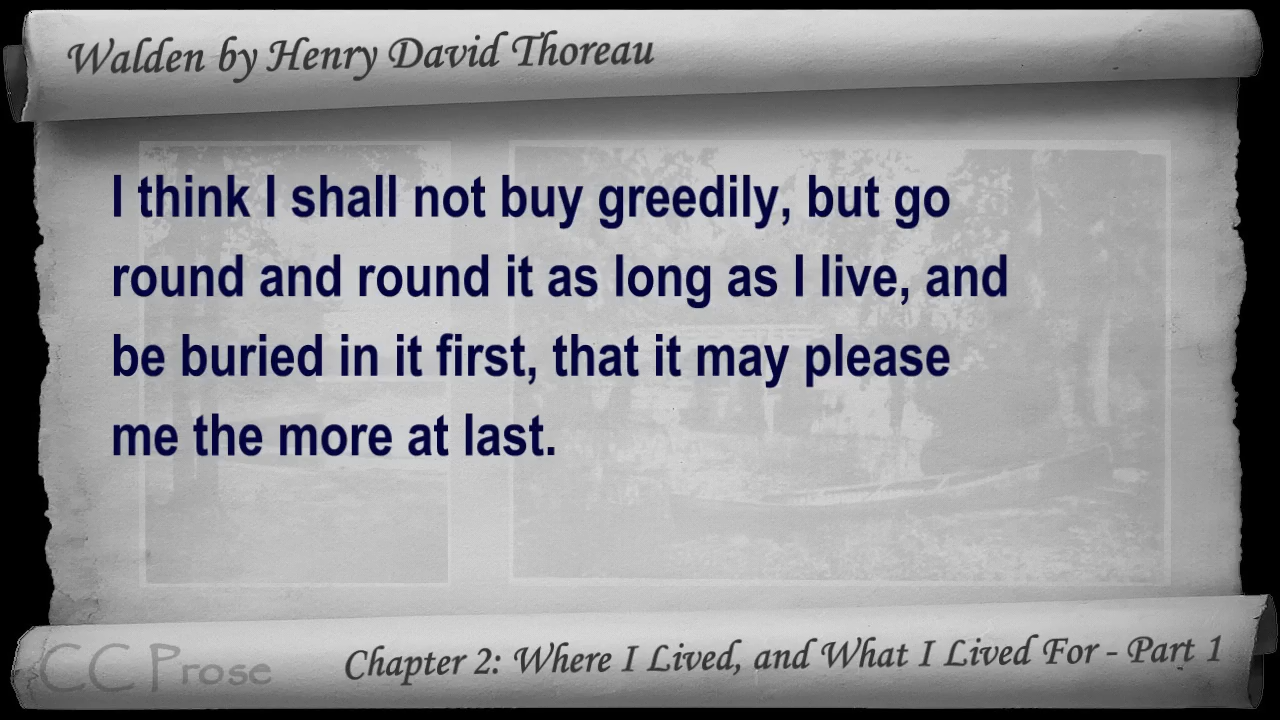 Walden by Henry David Thoreau
I think I shall not buy greedily, but go
round and round it as long as I live, and
be buried in it first, that it may please
me the more at last.
CC Prose
Chapter 2: Where I Lived, and What I Lived For - Part 1